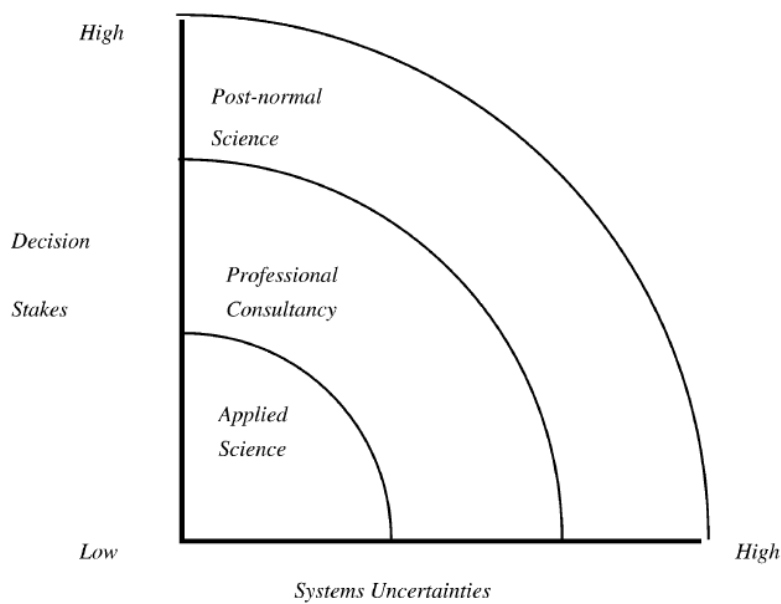 High
Post-normal
Science
Decision
Professional
Stakes
Consultancy
Applied
Science
Low
High
Systems Uncertainties